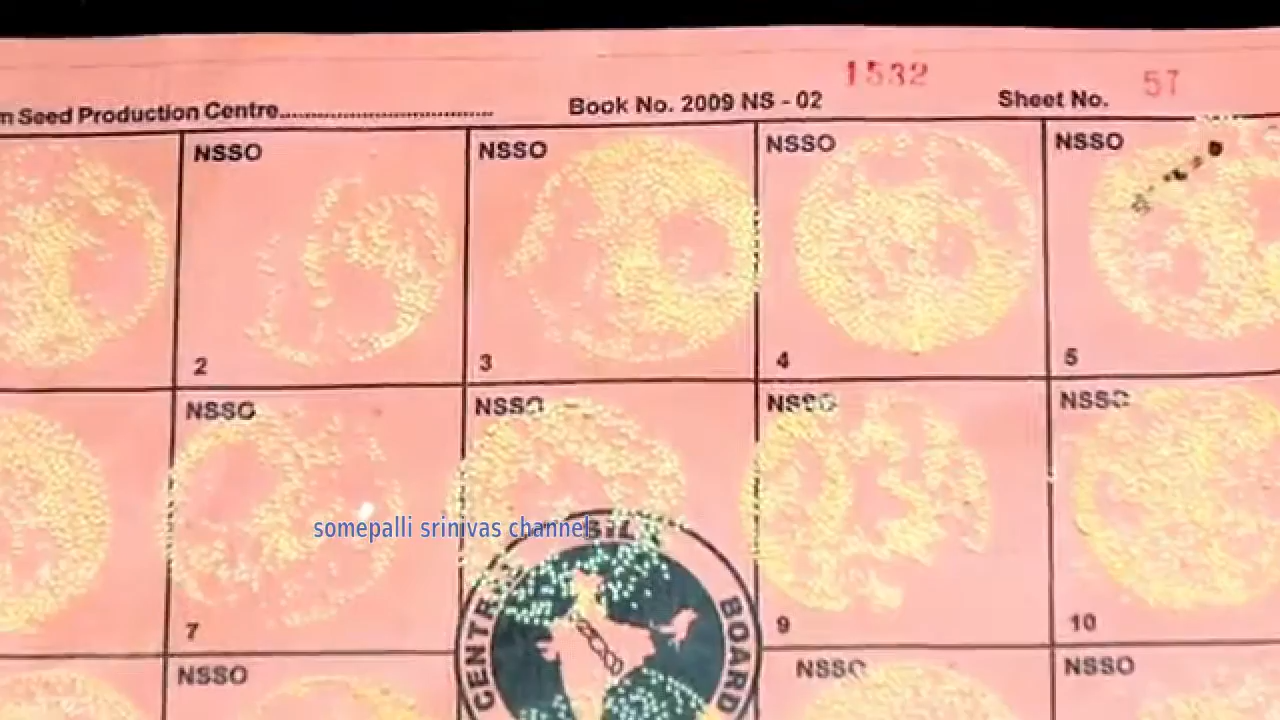 1532 57
m Seed Production Centre................................ Book No. 2009 NS - 02 Sheet No.
NSSO NSSO NSSO NSSO
2 3 4 5
NSSO NSSO NSSO NSSO
somepalli srinivas channel
7 9 10
CENTR BOARD
NSSO NSSO NSSO